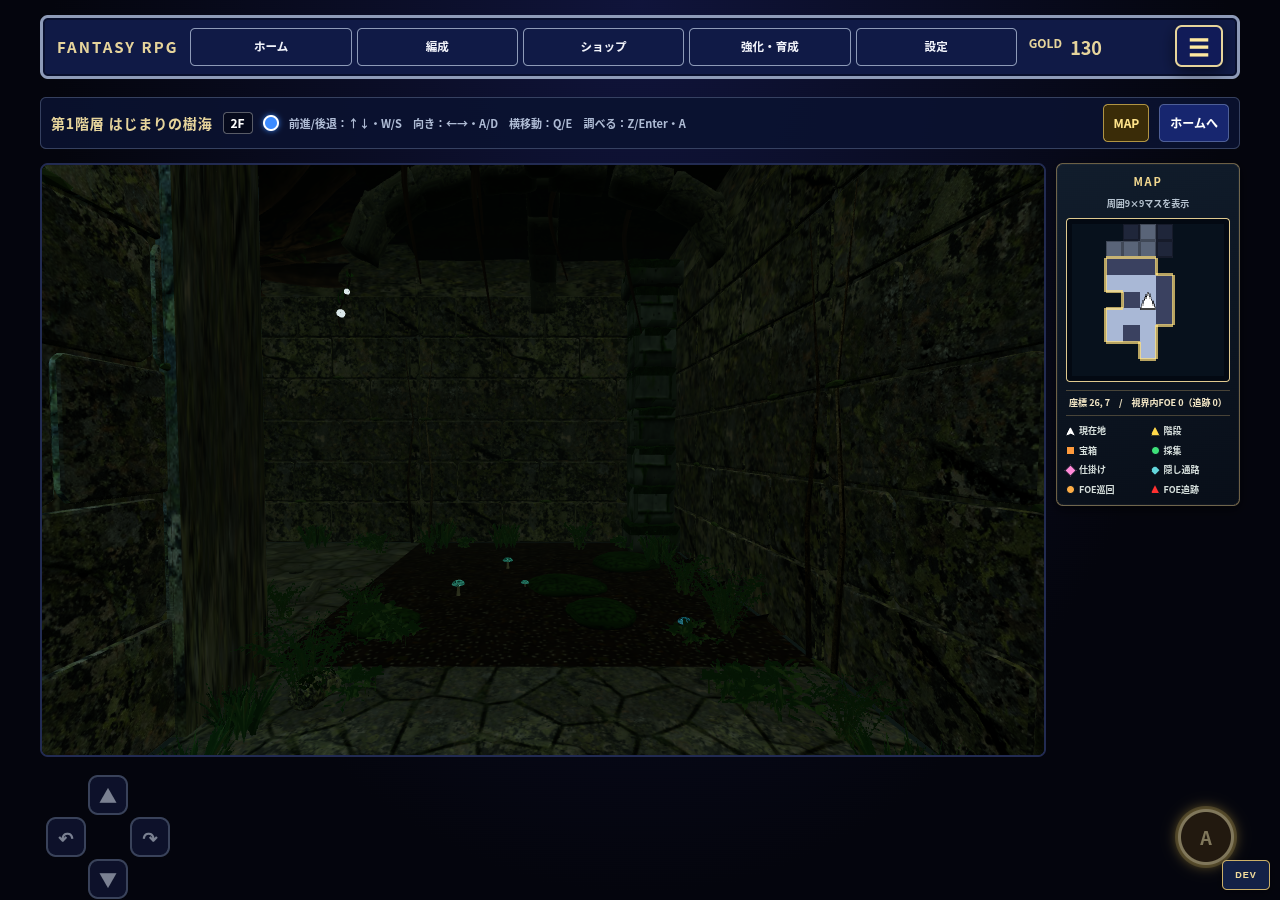 FANTASY RPG ホーム 編成 ショップ 強化・育成 設定 GOLD 130 ☰
第1階層 はじまりの樹海 2F 前進/後退：↑↓・W/S 向き：←→・A/D 横移動：Q/E 調べる：Z/Enter・A MAP ホームへ
MAP
周囲9×9マスを表示
座標 26, 7 / 視界内FOE 0（追跡 0）
現在地 階段
宝箱 採集
仕掛け 隠し通路
FOE巡回 FOE追跡
▲
↶ ↷
▼
A
DEV